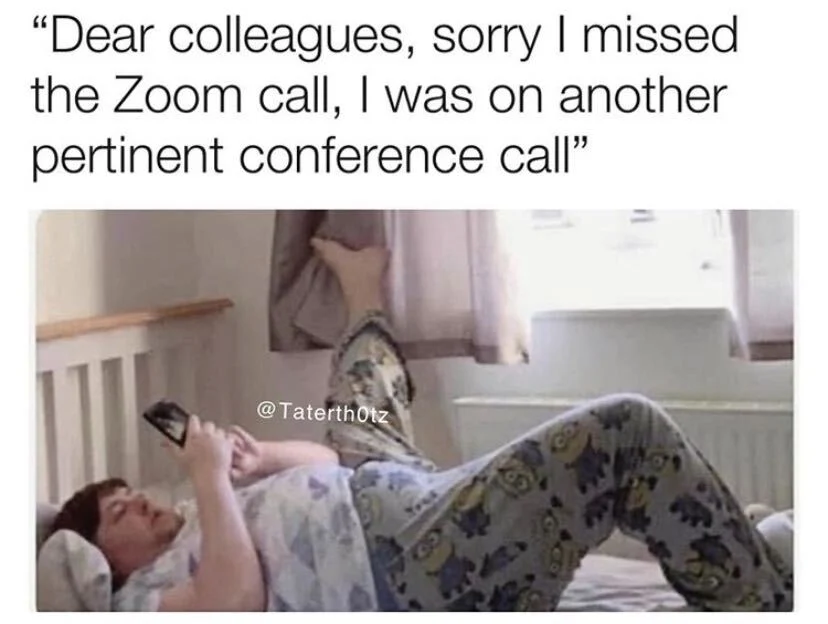 “Dear colleagues, sorry I missed
the Zoom call, I was on another
pertinent conference call”
@Taterth0tz